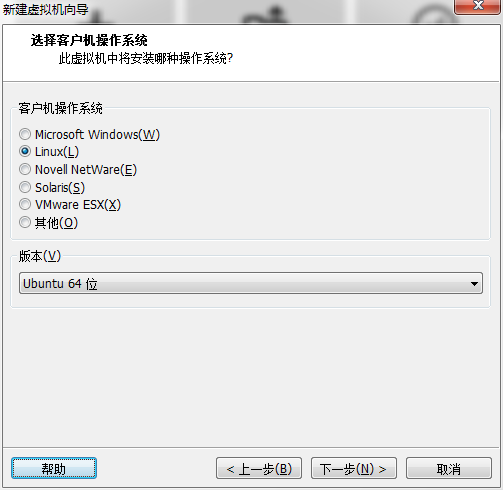 新建虚拟机向导
选择客户机操作系统
此虚拟机中将安装哪种操作系统?
客户机操作系统
Microsoft Windows(W)
Linux(L)
Novell NetWare(E)
Solaris(S)
VMware ESX(X)
其他(O)
版本(V)
Ubuntu 64 位
帮助
< 上一步(B)
下一步(N) >
取消